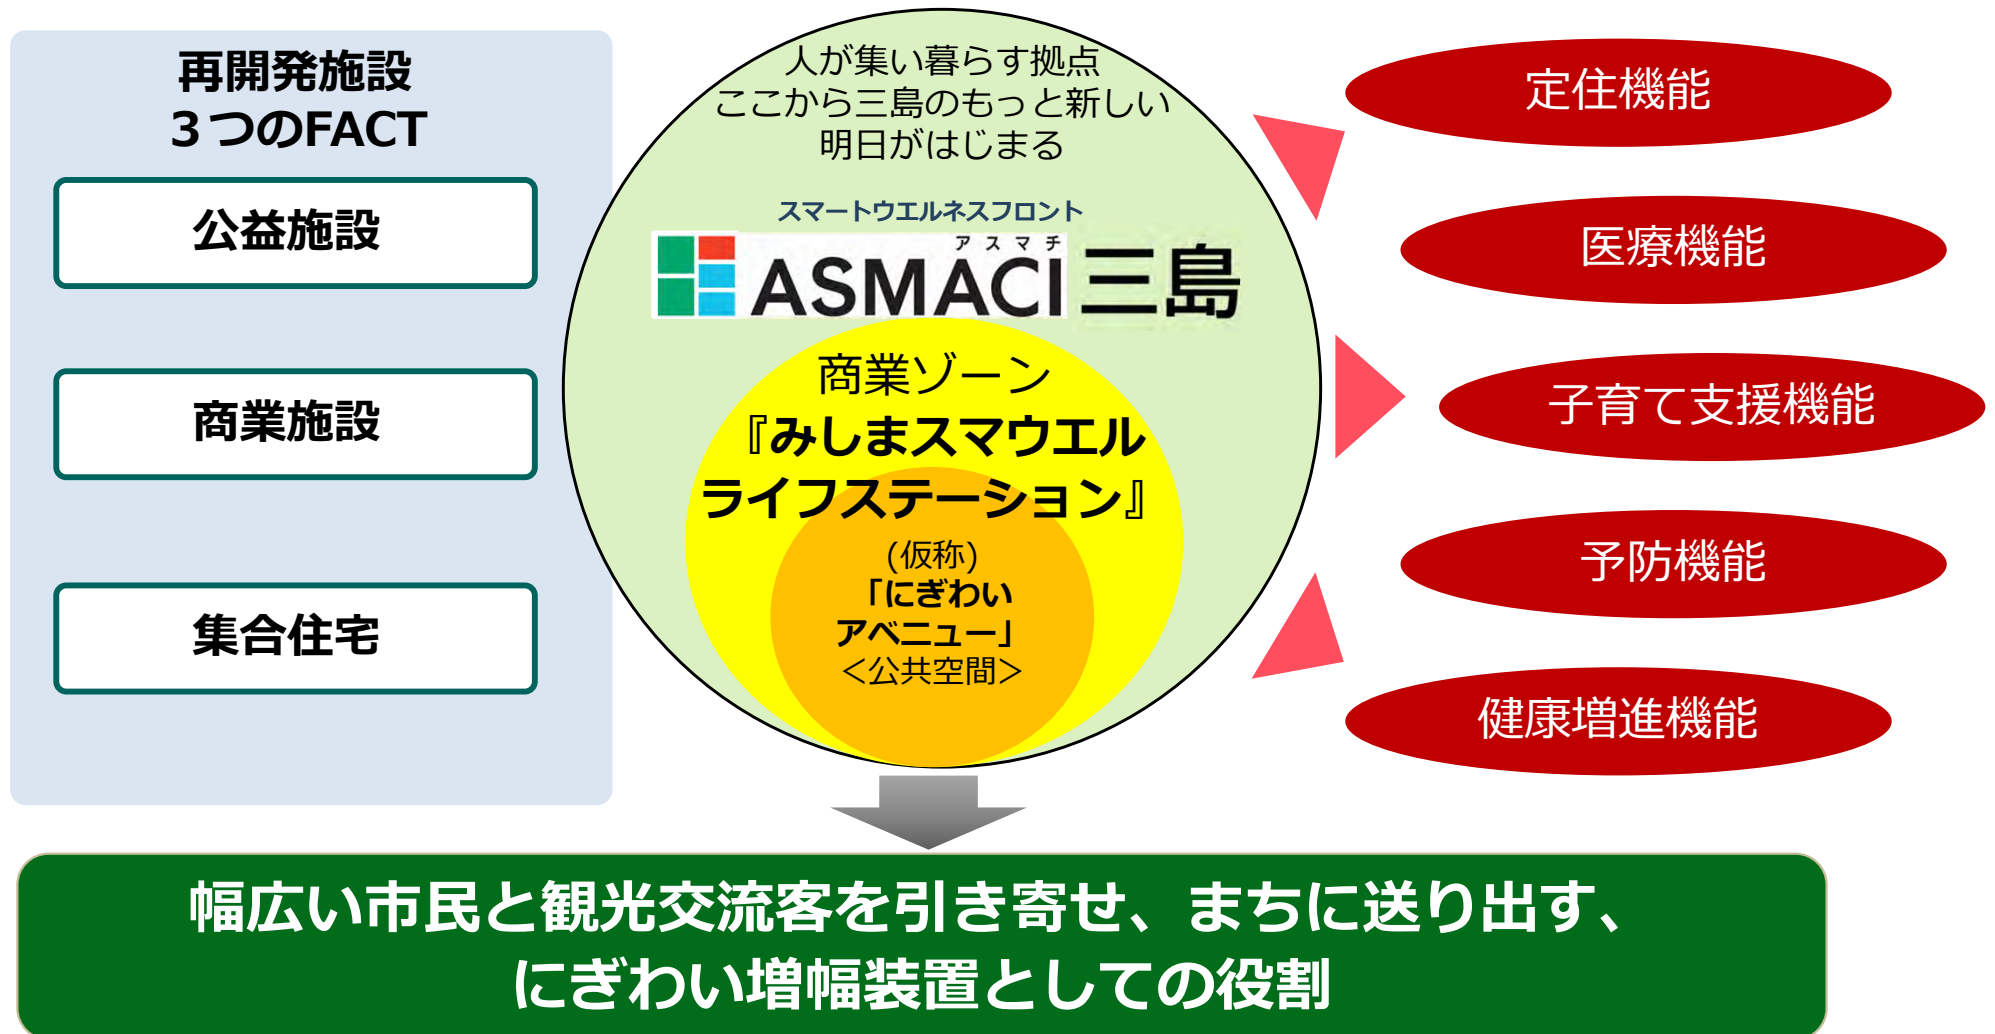 再開発施設
３つのFACT
公益施設
商業施設
集合住宅
人が集い暮らす拠点
ここから三島のもっと新しい
明日がはじまる
スマートウエルネスフロント
アスマチ
ASMACI三島
商業ゾーン
『みしまスマウエル
ライフステーション』
(仮称)
「にぎわい
アベニュー」
＜公共空間＞
定住機能
医療機能
子育て支援機能
予防機能
健康増進機能
幅広い市民と観光交流客を引き寄せ、まちに送り出す、
にぎわい増幅装置としての役割